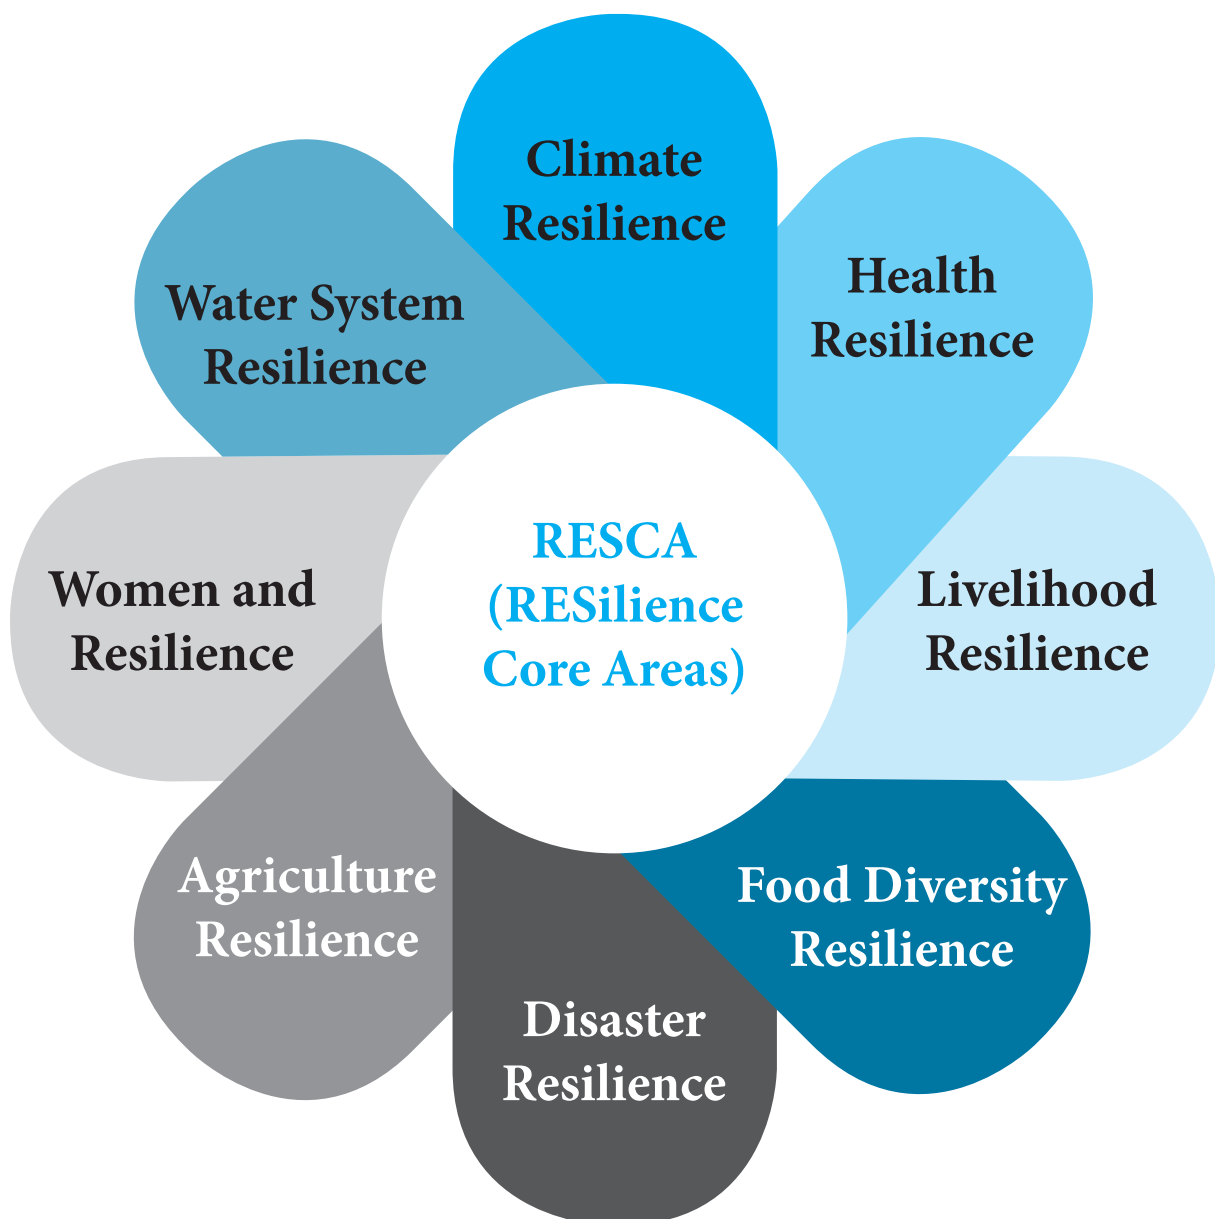 Climate
Resilience
Health
Resilience
Livelihood
Resilience
Food Diversity
Resilience
Disaster
Resilience
Agriculture
Resilience
Women and
Resilience
Water System
Resilience
RESCA
(RESilience
Core Areas)